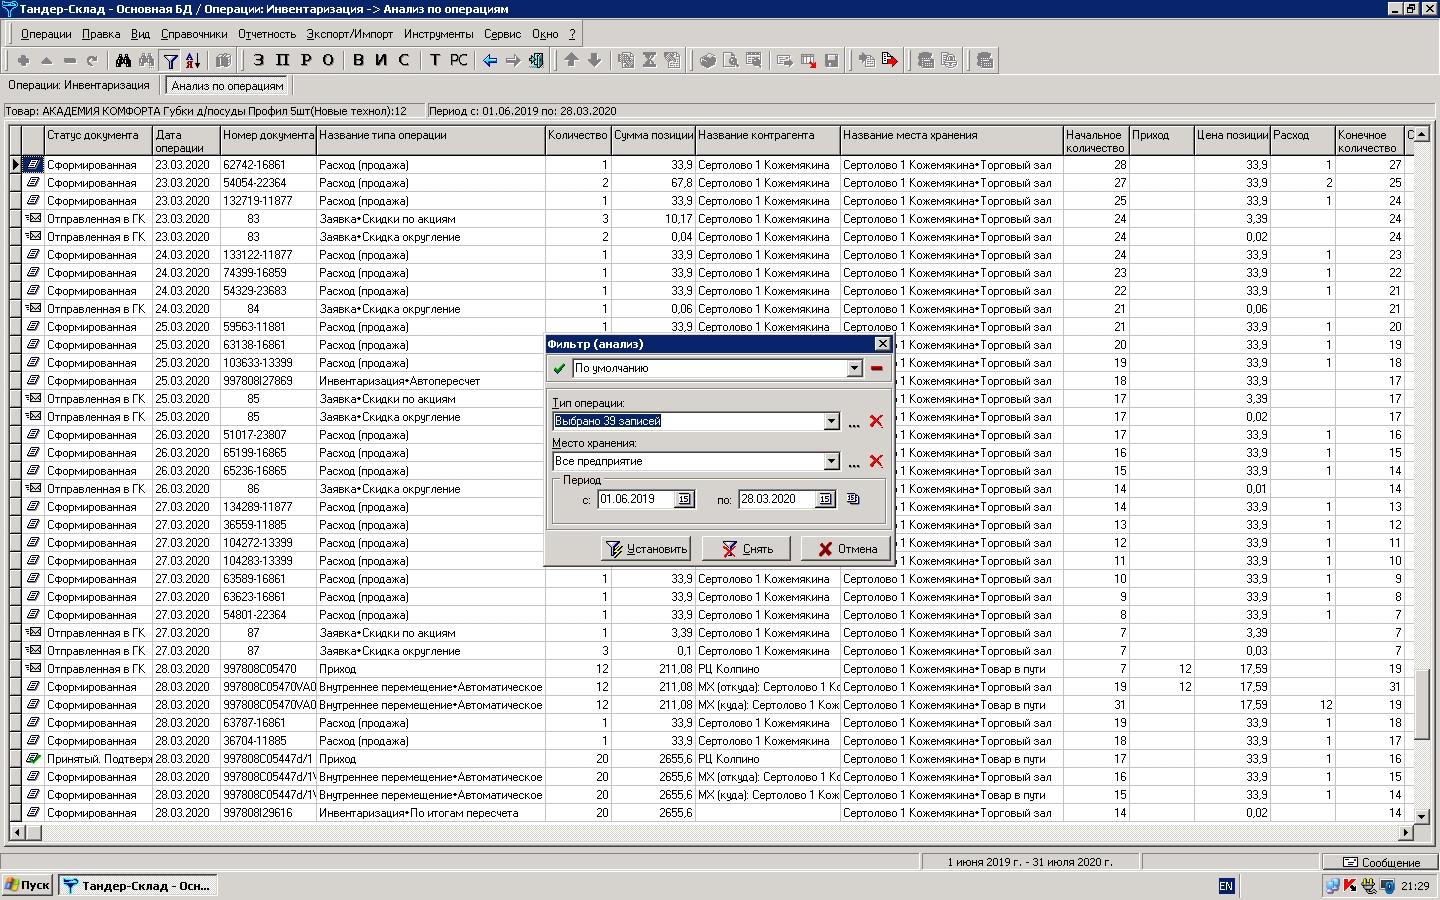 Тандер-Склад - Основная БД / Операции: Инвентаризация -> Анализ по операциям
Операции Правка Вид Справочники Отчетность Экспорт/Импорт Инструменты Сервис Окно ?
З П Р О В И С Т РС
Операции: Инвентаризация Анализ по операциям
Товар: АКАДЕМИЯ КОМФОРТА Губки д/посуды Профил 5шт(Новые технол):12 Период с: 01.06.2019 по: 28.03.2020
Статус документа Дата операции Номер документа Название типа операции Количество Сумма позиции Название контрагента Название места хранения Начальное количество Приход Цена позиции Расход Конечное количество С
Сформированная 23.03.2020 62742-16861 Расход (продажа) 1 33,9 Сертолово 1 Кожемякина Сертолово 1 Кожемякина•Торговый зал 28 33,9 1 27
Сформированная 23.03.2020 54054-22364 Расход (продажа) 2 67,8 Сертолово 1 Кожемякина Сертолово 1 Кожемякина•Торговый зал 27 33,9 2 25
Сформированная 23.03.2020 132719-11877 Расход (продажа) 1 33,9 Сертолово 1 Кожемякина Сертолово 1 Кожемякина•Торговый зал 25 33,9 1 24
Отправленная в ГК 23.03.2020 83 Заявка•Скидки по акциям 3 10,17 Сертолово 1 Кожемякина Сертолово 1 Кожемякина•Торговый зал 24 3,39 24
Отправленная в ГК 23.03.2020 83 Заявка•Скидка округление 2 0,04 Сертолово 1 Кожемякина Сертолово 1 Кожемякина•Торговый зал 24 0,02 24
Сформированная 24.03.2020 133122-11877 Расход (продажа) 1 33,9 Сертолово 1 Кожемякина Сертолово 1 Кожемякина•Торговый зал 24 33,9 1 23
Сформированная 24.03.2020 74399-16859 Расход (продажа) 1 33,9 Сертолово 1 Кожемякина Сертолово 1 Кожемякина•Торговый зал 23 33,9 1 22
Сформированная 24.03.2020 54329-23683 Расход (продажа) 1 33,9 Сертолово 1 Кожемякина Сертолово 1 Кожемякина•Торговый зал 22 33,9 1 21
Отправленная в ГК 24.03.2020 84 Заявка•Скидка округление 1 0,06 Сертолово 1 Кожемякина Сертолово 1 Кожемякина•Торговый зал 21 0,06 21
Сформированная 25.03.2020 59563-11881 Расход (продажа) 1 33,9 Сертолово 1 Кожемякина Сертолово 1 Кожемякина•Торговый зал 21 33,9 1 20
Сформированная 25.03.2020 63138-16861 Расход (продажа) 1 Кожемякина•Торговый зал 20 33,9 1 19
Сформированная 25.03.2020 103633-13399 Расход (продажа) 1 Кожемякина•Торговый зал 19 33,9 1 18
Сформированная 25.03.2020 997808I27869 Инвентаризация•Автопересчет 1 Кожемякина•Торговый зал 18 33,9 17
Отправленная в ГК 25.03.2020 85 Заявка•Скидки по акциям 1 Кожемякина•Торговый зал 17 3,39 17
Отправленная в ГК 25.03.2020 85 Заявка•Скидка округление 1 Кожемякина•Торговый зал 17 0,02 17
Сформированная 26.03.2020 51017-23807 Расход (продажа) 1 Кожемякина•Торговый зал 17 33,9 1 16
Сформированная 26.03.2020 65199-16865 Расход (продажа) 1 Кожемякина•Торговый зал 16 33,9 1 15
Сформированная 26.03.2020 65236-16865 Расход (продажа) 1 Кожемякина•Торговый зал 15 33,9 1 14
Отправленная в ГК 26.03.2020 86 Заявка•Скидка округление 1 Кожемякина•Торговый зал 14 0,01 14
Сформированная 27.03.2020 134289-11877 Расход (продажа) 1 Кожемякина•Торговый зал 14 33,9 1 13
Сформированная 27.03.2020 36559-11885 Расход (продажа) 1 Кожемякина•Торговый зал 13 33,9 1 12
Сформированная 27.03.2020 104272-13399 Расход (продажа) 1 Кожемякина•Торговый зал 12 33,9 1 11
Сформированная 27.03.2020 104283-13399 Расход (продажа) 1 Кожемякина•Торговый зал 11 33,9 1 10
Сформированная 27.03.2020 63589-16861 Расход (продажа) 1 33,9 Сертолово 1 Кожемякина Сертолово 1 Кожемякина•Торговый зал 10 33,9 1 9
Сформированная 27.03.2020 63623-16861 Расход (продажа) 1 33,9 Сертолово 1 Кожемякина Сертолово 1 Кожемякина•Торговый зал 9 33,9 1 8
Сформированная 27.03.2020 54801-22364 Расход (продажа) 1 33,9 Сертолово 1 Кожемякина Сертолово 1 Кожемякина•Торговый зал 8 33,9 1 7
Отправленная в ГК 27.03.2020 87 Заявка•Скидки по акциям 1 3,39 Сертолово 1 Кожемякина Сертолово 1 Кожемякина•Торговый зал 7 3,39 7
Отправленная в ГК 27.03.2020 87 Заявка•Скидка округление 3 0,1 Сертолово 1 Кожемякина Сертолово 1 Кожемякина•Торговый зал 7 0,03 7
Отправленная в ГК 28.03.2020 997808С05470 Приход 12 211,08 РЦ Колпино Сертолово 1 Кожемякина•Товар в пути 7 12 17,59 19
Сформированная 28.03.2020 997808С05470VA0 Внутреннее перемещение•Автоматическое 12 211,08 МХ (откуда): Сертолово 1 Ко Сертолово 1 Кожемякина•Торговый зал 19 12 17,59 31
Сформированная 28.03.2020 997808С05470VA0 Внутреннее перемещение•Автоматическое 12 211,08 МХ (куда): Сертолово 1 Кож Сертолово 1 Кожемякина•Товар в пути 31 17,59 12 19
Сформированная 28.03.2020 63787-16861 Расход (продажа) 1 33,9 Сертолово 1 Кожемякина Сертолово 1 Кожемякина•Торговый зал 19 33,9 1 18
Сформированная 28.03.2020 36704-11885 Расход (продажа) 1 33,9 Сертолово 1 Кожемякина Сертолово 1 Кожемякина•Торговый зал 18 33,9 1 17
Принятый. Подтверж 28.03.2020 997808С05447d/1 Приход 20 2655,6 РЦ Колпино Сертолово 1 Кожемякина•Товар в пути 17 33,9 1 16
Сформированная 28.03.2020 997808С05447d/1\ Внутреннее перемещение•Автоматическое 20 2655,6 МХ (откуда): Сертолово 1 Ко Сертолово 1 Кожемякина•Торговый зал 16 33,9 1 15
Сформированная 28.03.2020 997808С05447d/1\ Внутреннее перемещение•Автоматическое 20 2655,6 МХ (куда): Сертолово 1 Кож Сертолово 1 Кожемякина•Товар в пути 15 33,9 1 14
Сформированная 28.03.2020 997808I29616 Инвентаризация•По итогам пересчета 20 2655,6 Сертолово 1 Кожемякина•Торговый зал 14 0,02 14
Фильтр (анализ)
По умолчанию
Тип операции:
Выбрано 39 записей ...
Место хранения:
Все предприятие ...
Период
с: 01.06.2019 15 по: 28.03.2020 15
Установить Снять Отмена
1 июня 2019 г. - 31 июля 2020 г. Сообщение
Пуск Тандер-Склад - Осн... EN 21:29